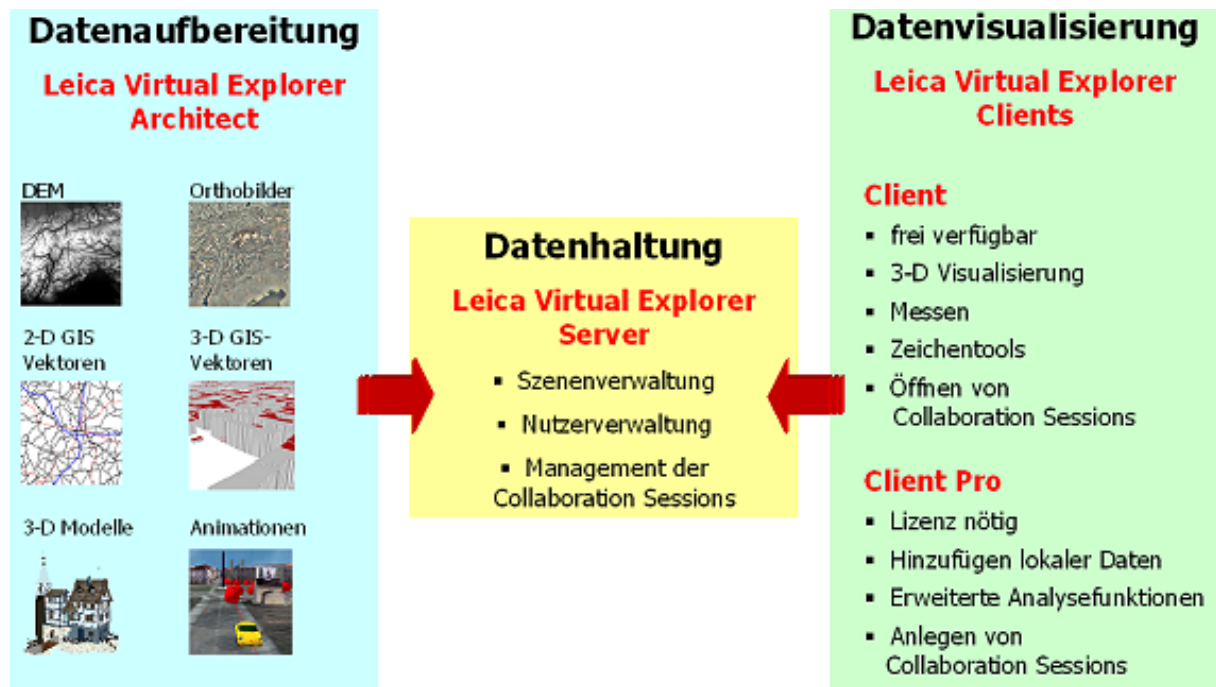 Datenaufbereitung
Leica Virtual Explorer
Architect
DEM
Orthobilder
2-D GIS
Vektoren
3-D GIS-
Vektoren
3-D Modelle
Animationen
Datenhaltung
Leica Virtual Explorer
Server
▪ Szenenverwaltung
▪ Nutzerverwaltung
▪ Management der
Collaboration Sessions
Datenvisualisierung
Leica Virtual Explorer
Clients
Client
▪ frei verfügbar
▪ 3-D Visualisierung
▪ Messen
▪ Zeichentools
▪ Öffnen von
Collaboration Sessions
Client Pro
▪ Lizenz nötig
▪ Hinzufügen lokaler Daten
▪ Erweiterte Analysefunktionen
▪ Anlegen von
Collaboration Sessions